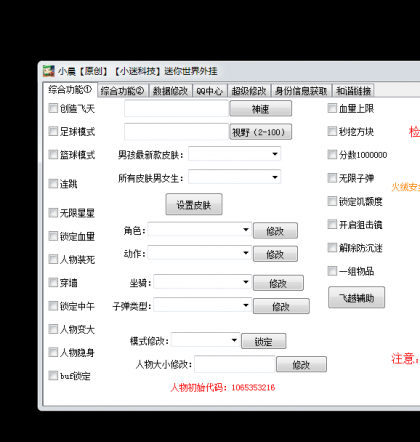 小晨【原创】【小迷科技】迷你世界外挂
综合功能① 综合功能② 数据修改 QQ中心 超级修改 身份信息获取 和谐链接
创造飞天 神速 血量上限
足球模式 视野（2-100） 秒挖方块
篮球模式 男孩最新款皮肤： 分数1000000
连跳 所有皮肤男女生： 无限子弹
设置皮肤 锁定饥饿度
无限星星 角色： 修改 开启狙击镜
锁定血量 动作： 修改 解除防沉迷
人物装死 一组物品
穿墙 坐骑： 修改 飞越辅助
锁定中午 子弹类型： 修改
人物变大 模式修改： 锁定
人物隐身 人物大小修改： 修改
buf锁定 人物初始代码：1065353216
检
火绒安全
注意：